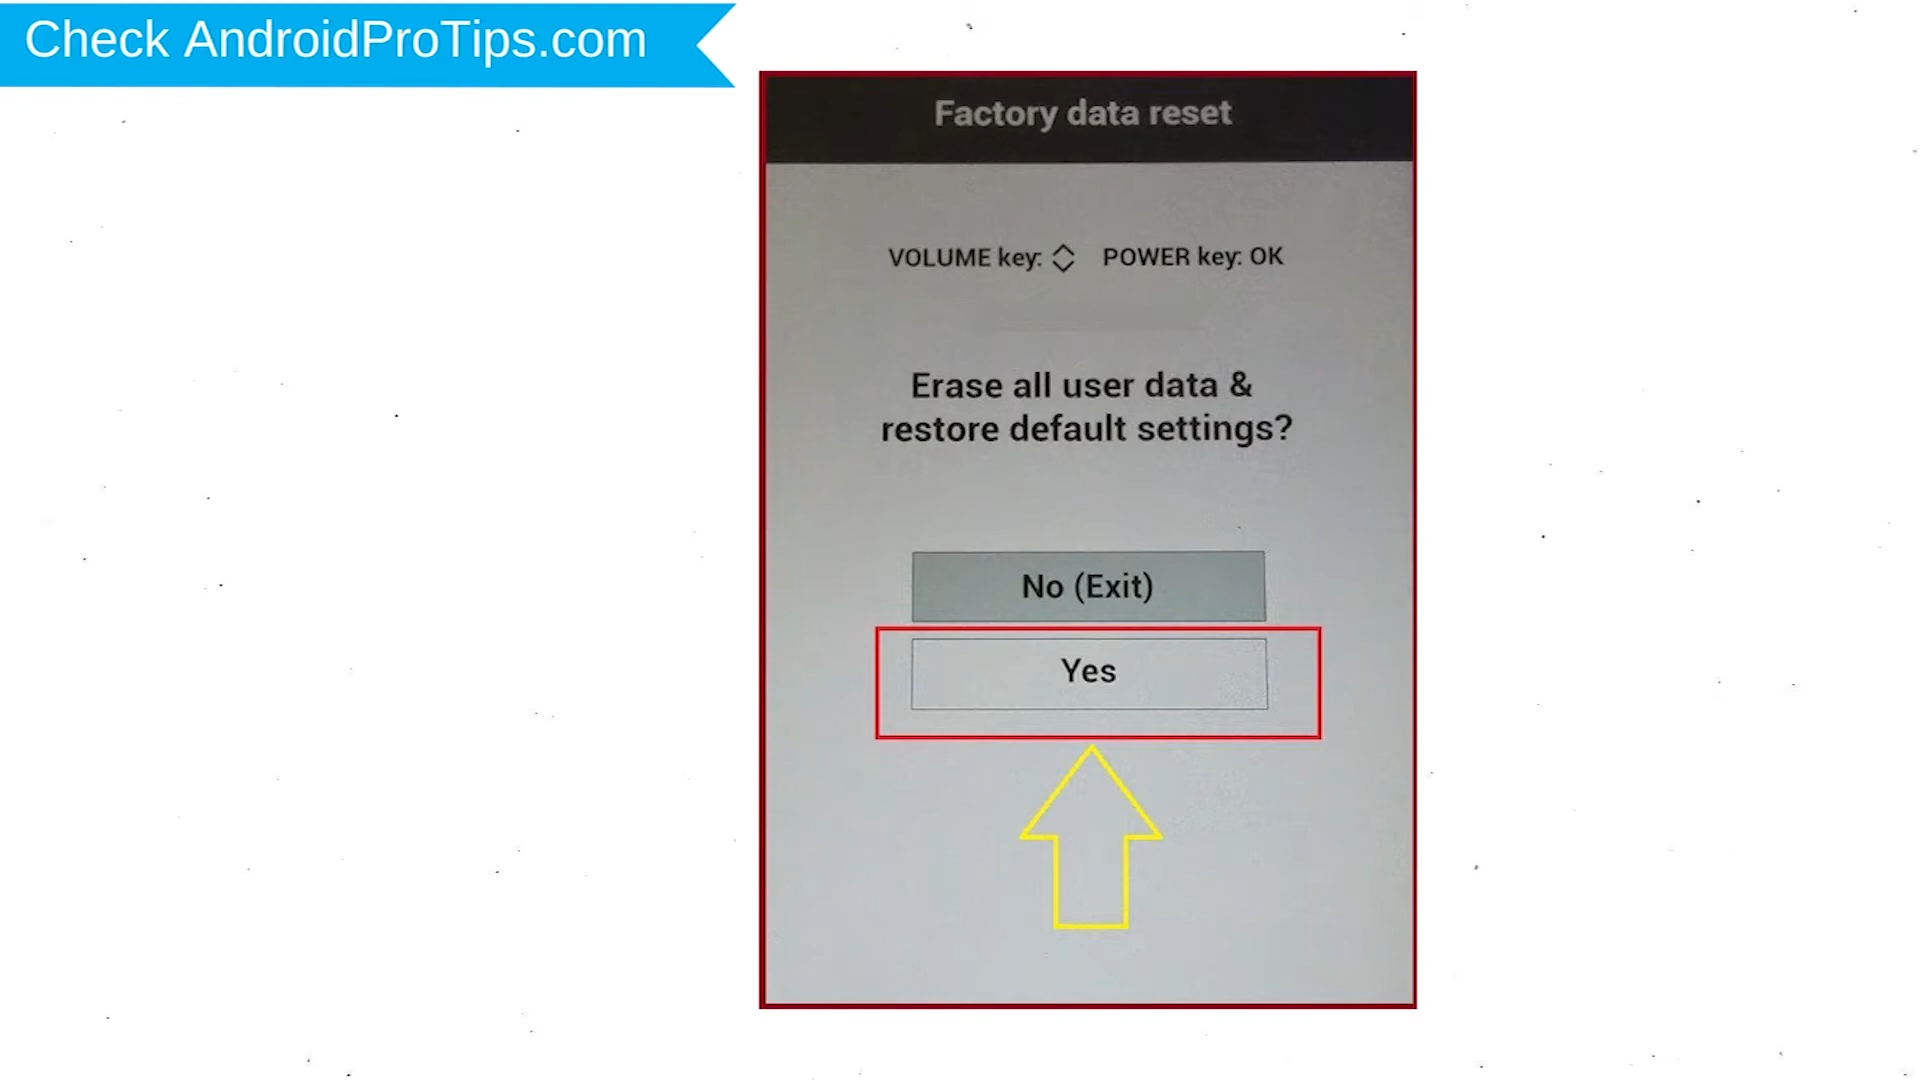 Check AndroidProTips.com
Factory data reset
VOLUME key: POWER key: OK
Erase all user data &
restore default settings?
No (Exit)
Yes